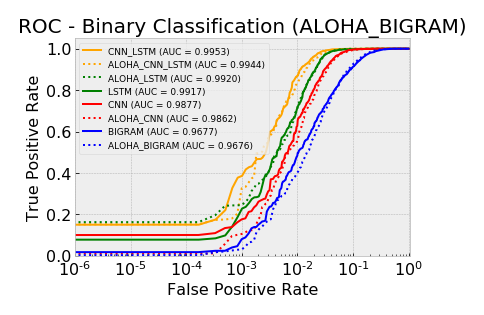 ROC - Binary Classification (ALOHA_BIGRAM)
CNN_LSTM (AUC = 0.9953)
ALOHA_CNN_LSTM (AUC = 0.9944)
ALOHA_LSTM (AUC = 0.9920)
LSTM (AUC = 0.9917)
CNN (AUC = 0.9877)
ALOHA_CNN (AUC = 0.9862)
BIGRAM (AUC = 0.9677)
ALOHA_BIGRAM (AUC = 0.9676)
True Positive Rate
1.0
0.8
0.6
0.4
0.2
0.0
10⁻⁶ 10⁻⁵ 10⁻⁴ 10⁻³ 10⁻² 10⁻¹ 10⁰
False Positive Rate